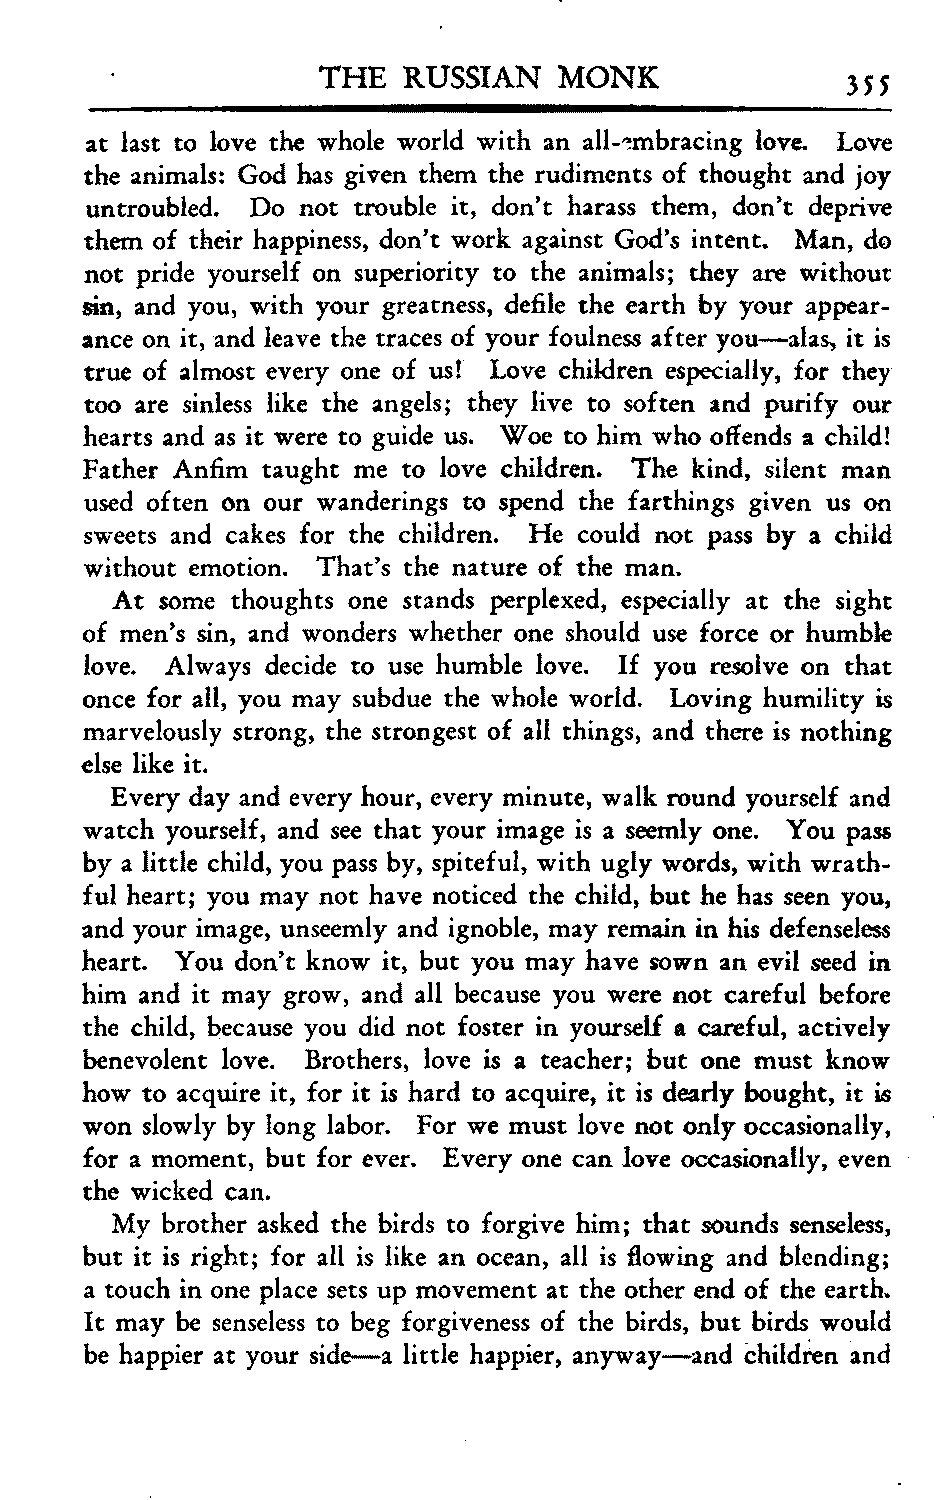 THE RUSSIAN MONK 355
at last to love the whole world with an all-embracing love. Love
the animals: God has given them the rudiments of thought and joy
untroubled. Do not trouble it, don't harass them, don't deprive
them of their happiness, don't work against God's intent. Man, do
not pride yourself on superiority to the animals; they are without
sin, and you, with your greatness, defile the earth by your appear-
ance on it, and leave the traces of your foulness after you—alas, it is
true of almost every one of us! Love children especially, for they
too are sinless like the angels; they live to soften and purify our
hearts and as it were to guide us. Woe to him who offends a child!
Father Anfim taught me to love children. The kind, silent man
used often on our wanderings to spend the farthings given us on
sweets and cakes for the children. He could not pass by a child
without emotion. That's the nature of the man.
At some thoughts one stands perplexed, especially at the sight
of men's sin, and wonders whether one should use force or humble
love. Always decide to use humble love. If you resolve on that
once for all, you may subdue the whole world. Loving humility is
marvelously strong, the strongest of all things, and there is nothing
else like it.
Every day and every hour, every minute, walk round yourself and
watch yourself, and see that your image is a seemly one. You pass
by a little child, you pass by, spiteful, with ugly words, with wrath-
ful heart; you may not have noticed the child, but he has seen you,
and your image, unseemly and ignoble, may remain in his defenseless
heart. You don't know it, but you may have sown an evil seed in
him and it may grow, and all because you were not careful before
the child, because you did not foster in yourself a careful, actively
benevolent love. Brothers, love is a teacher; but one must know
how to acquire it, for it is hard to acquire, it is dearly bought, it is
won slowly by long labor. For we must love not only occasionally,
for a moment, but for ever. Every one can love occasionally, even
the wicked can.
My brother asked the birds to forgive him; that sounds senseless,
but it is right; for all is like an ocean, all is flowing and blending;
a touch in one place sets up movement at the other end of the earth.
It may be senseless to beg forgiveness of the birds, but birds would
be happier at your side—a little happier, anyway—and children and